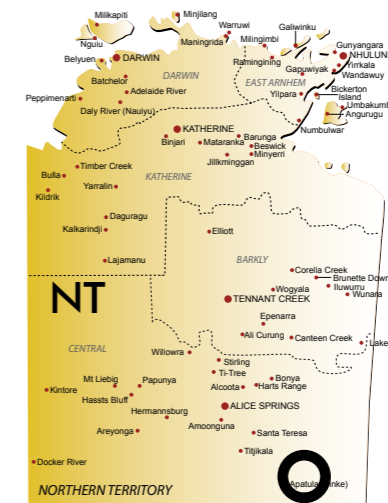 Milikapiti
Minjilang
Nguiu
Warruwi
Maningrida
Milingimbi
Galiwinku
Gunyangara
Belyuen
DARWIN
NHULUN
Ramingining
Gapuwiyak
Yirrkala
Wandawuy
Batchelor
DARWIN
EAST ARNHEM
Peppimenarti
Adelaide River
Yilpara
Bickerton
Island
Daly River (Nauiyu)
Umbakumb
Angurugu
KATHERINE
Numbulwar
Binjari
Mataranka
Barunga
Beswick
Minyerri
Jilkminggan
Timber Creek
Bulla
KATHERINE
Kildrik
Yarralin
Daguragu
Kalkarindji
Elliott
Lajamanu
BARKLY
Corella Creek
Brunette Down
NT
Wogyala
Iluwurru
Wunara
TENNANT CREEK
Epenarra
Ali Curung
Canteen Creek
Lake
CENTRAL
Willowra
Stirling
Ti-Tree
Mt Liebig
Papunya
Bonya
Kintore
Alcoota
Harts Range
Hassts Bluff
Hermannsburg
ALICE SPRINGS
Amoonguna
Areyonga
Santa Teresa
Titjikala
Docker River
NORTHERN TERRITORY
Apatula